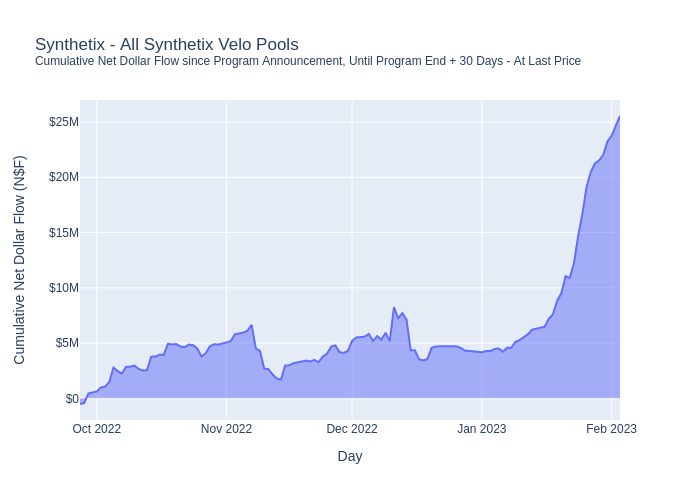 Synthetix - All Synthetix Velo Pools
Cumulative Net Dollar Flow since Program Announcement, Until Program End + 30 Days - At Last Price
Cumulative Net Dollar Flow (N$F)
$25M
$20M
$15M
$10M
$5M
$0
Oct 2022
Nov 2022
Dec 2022
Jan 2023
Feb 2023
Day